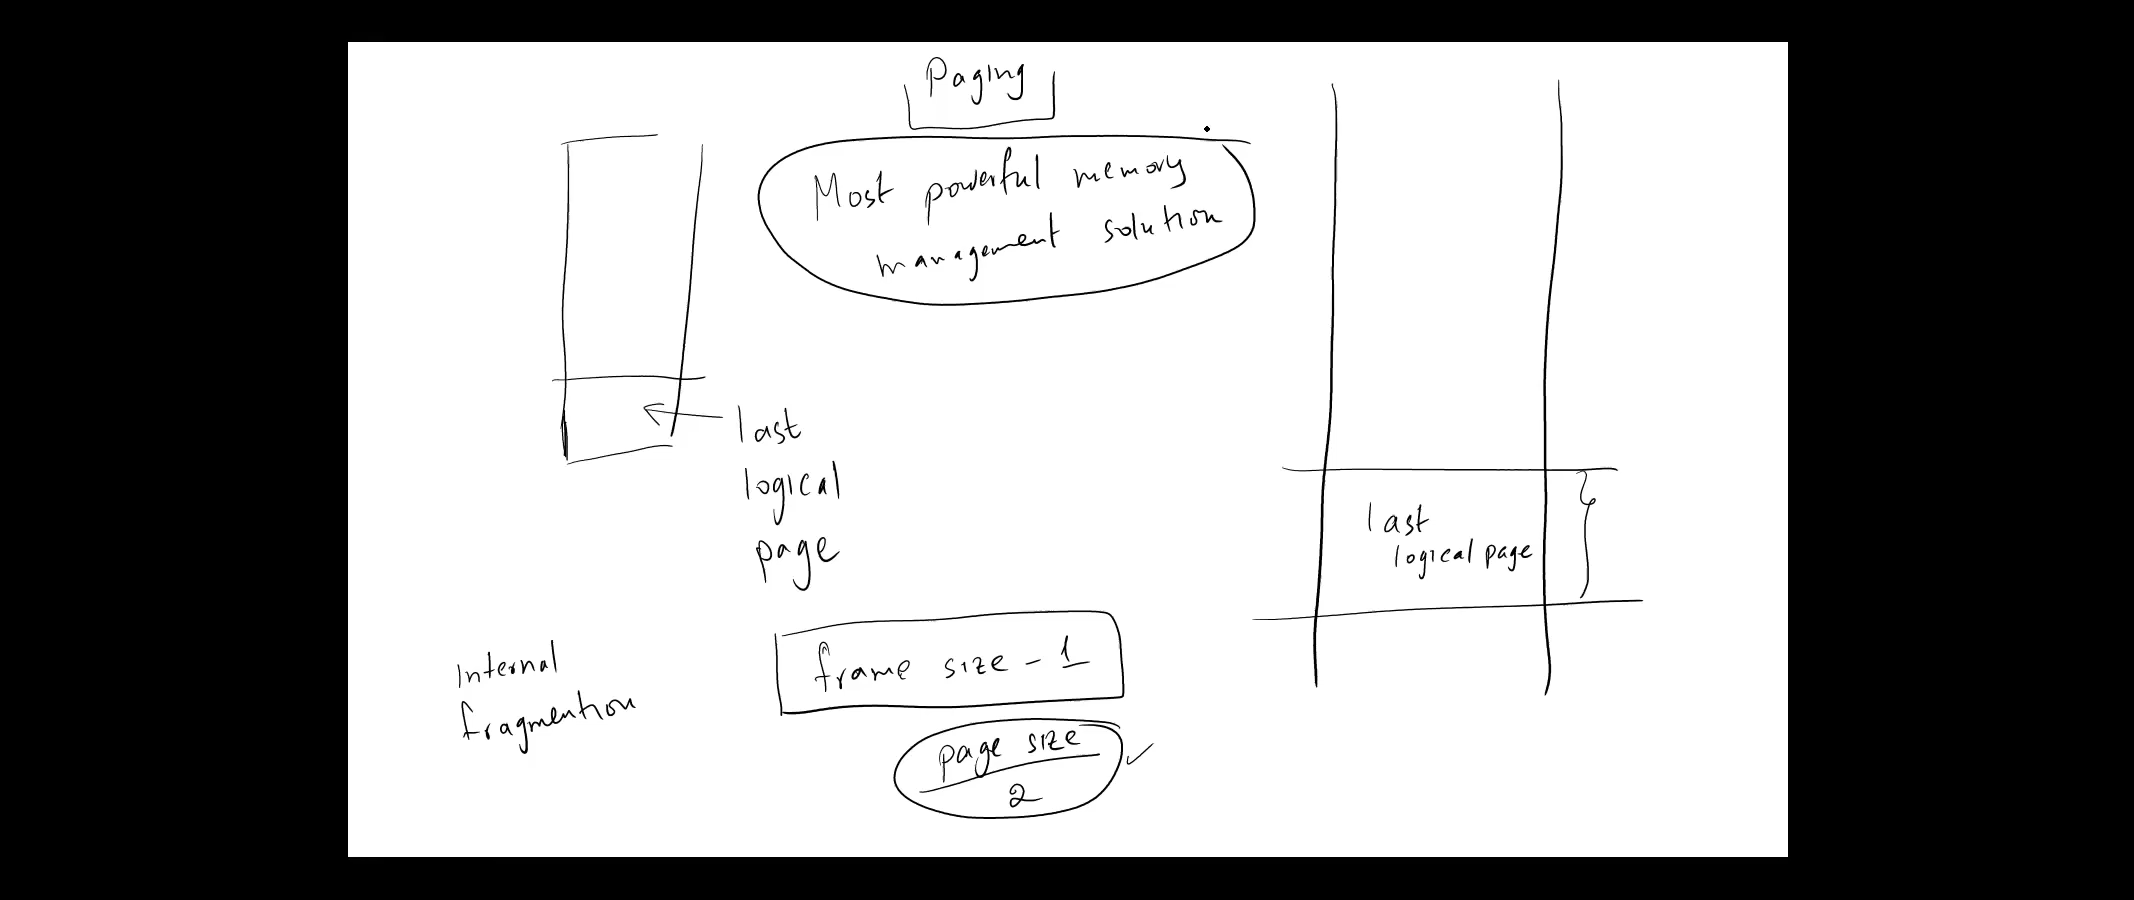 Paging
Most powerful memory
management solution
last
logical
page
last
logical page
Internal
fragmention
frame size - 1
page size
2